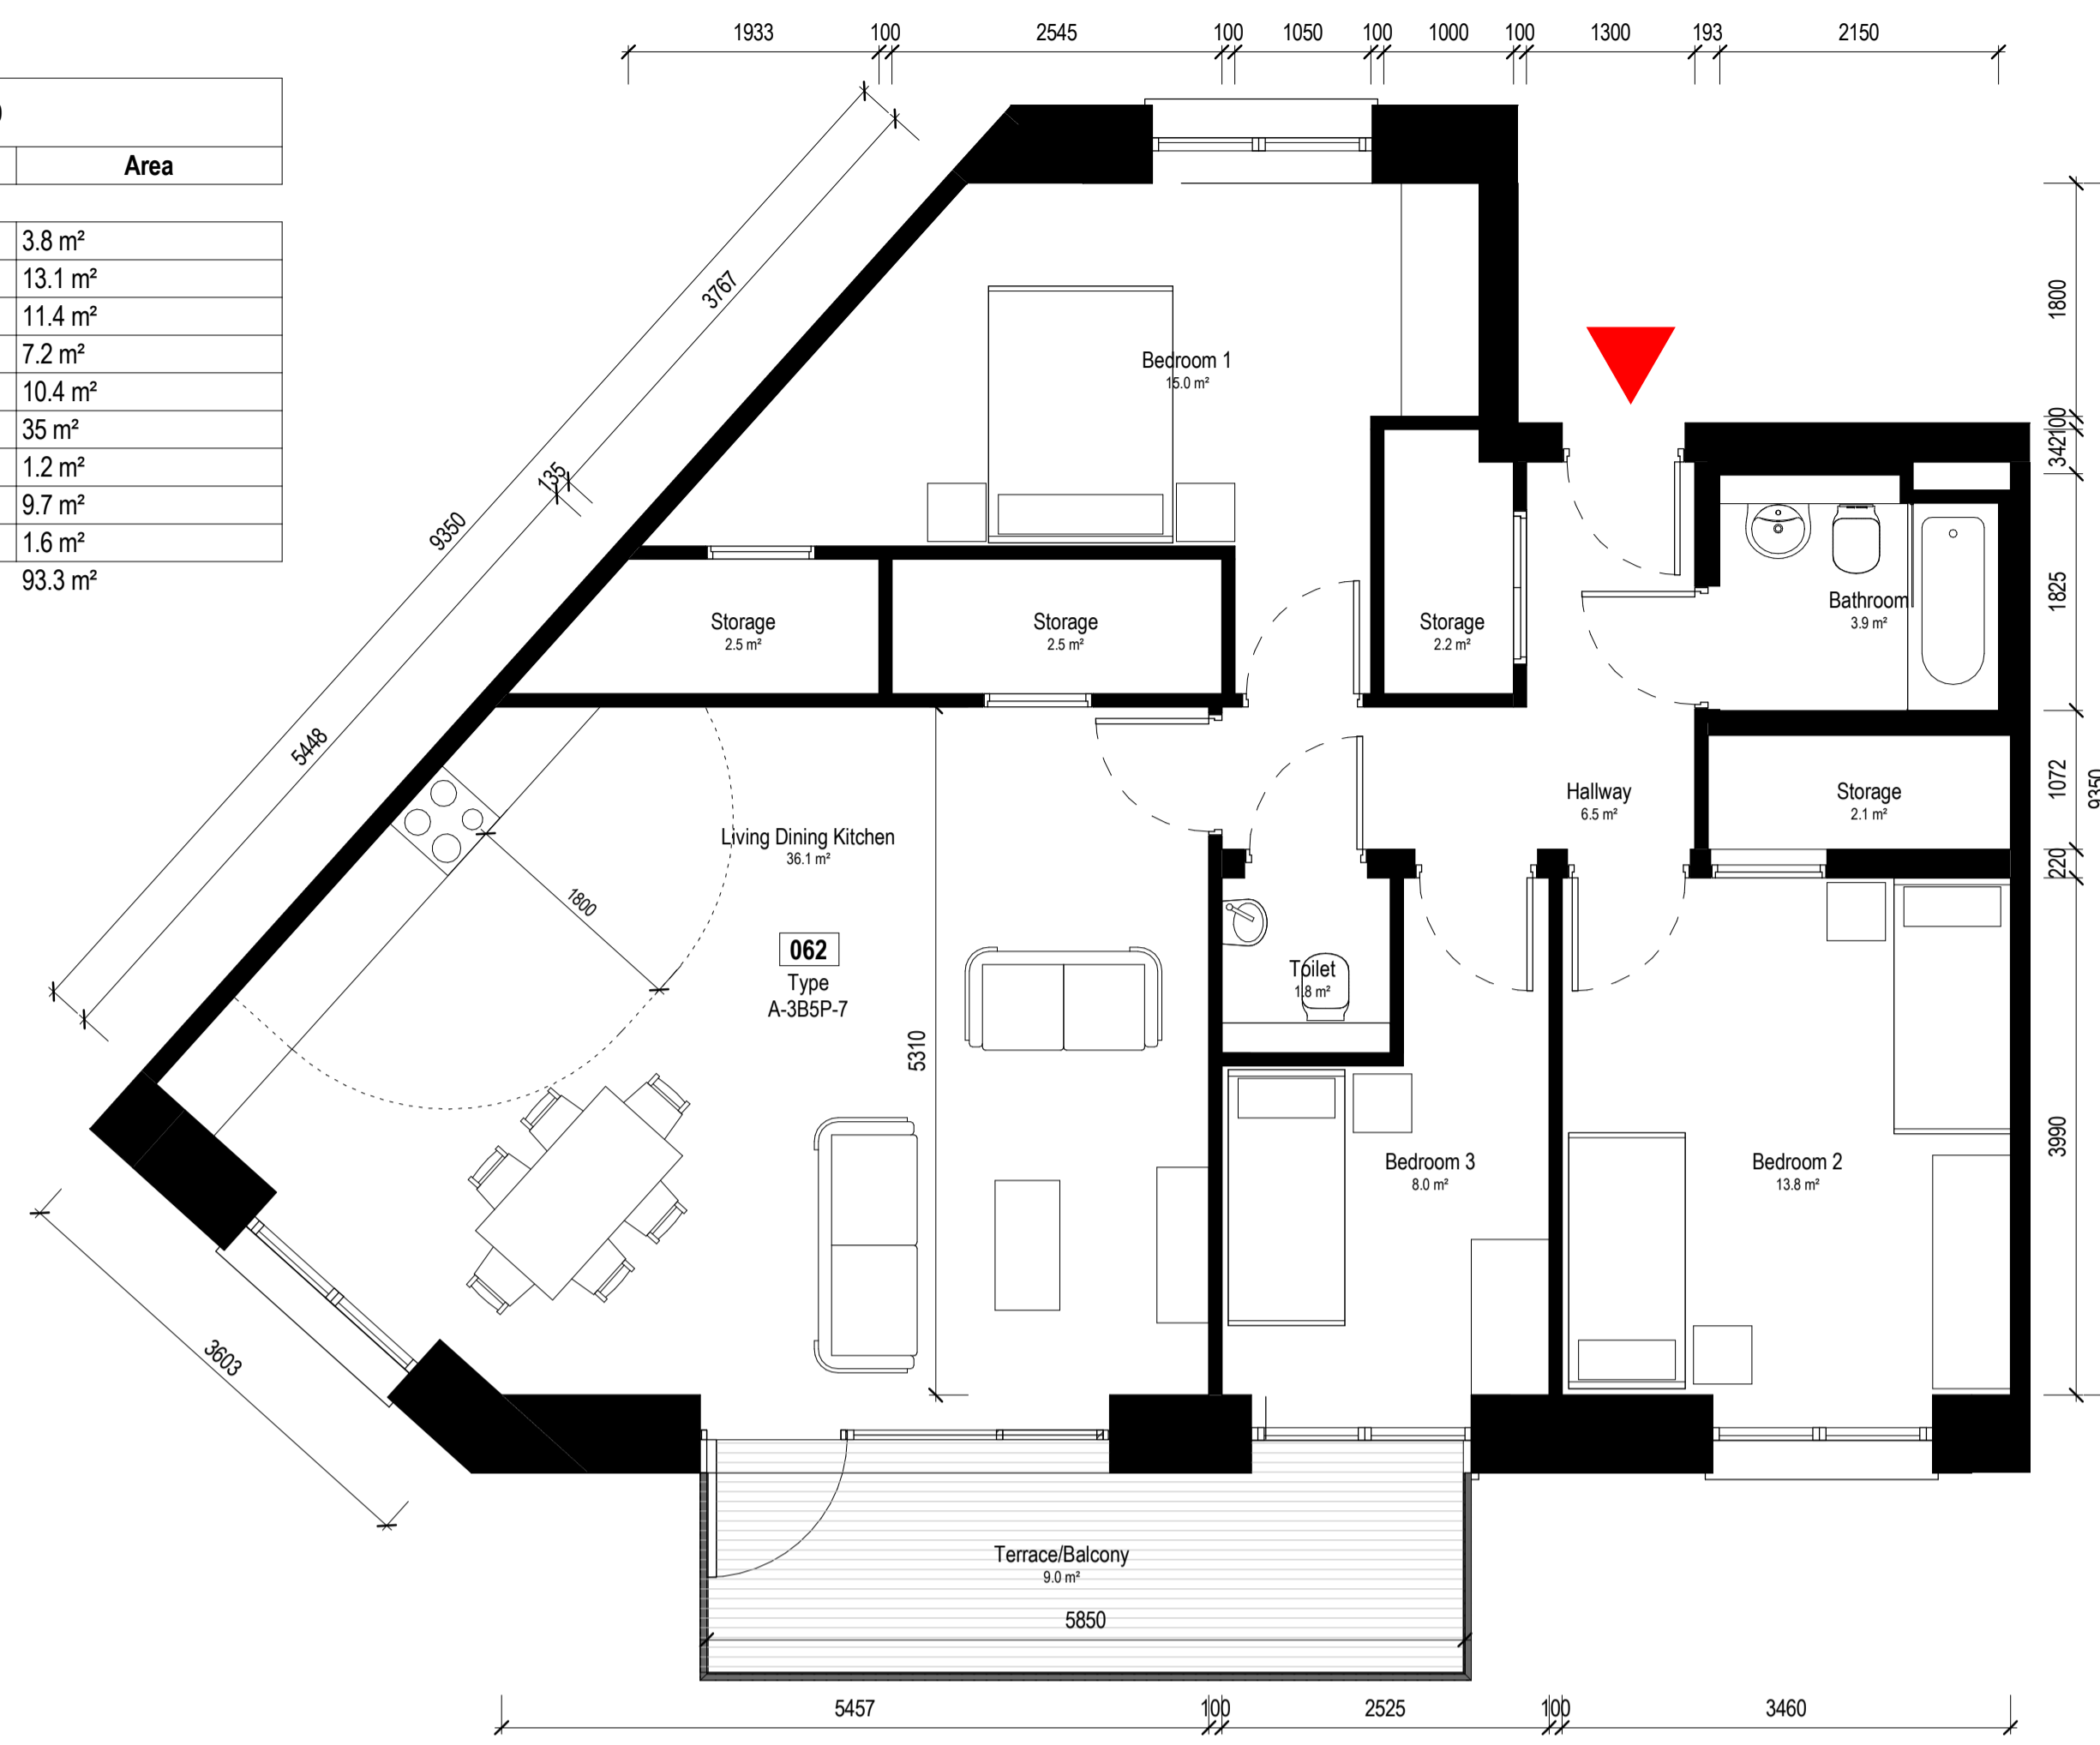 1933 100 2545 100 1050 100 1000 100 1300 193 2150
Area
3.8 m²
13.1 m²
11.4 m²
7.2 m²
10.4 m²
35 m²
1.2 m²
9.7 m²
1.6 m²
93.3 m²
3767
135
9350
5448
Bedroom 1
15.0 m²
1800
100
342
1825
1072
9350
220
3990
Storage
2.5 m²
Storage
2.5 m²
Storage
2.2 m²
Bathroom
3.9 m²
Hallway
6.5 m²
Storage
2.1 m²
Living Dining Kitchen
36.1 m²
1800
062
Type
A-3B5P-7
5310
Toilet
1.8 m²
Bedroom 3
8.0 m²
Bedroom 2
13.8 m²
3603
Terrace/Balcony
9.0 m²
5850
5457 100 2525 100 3460